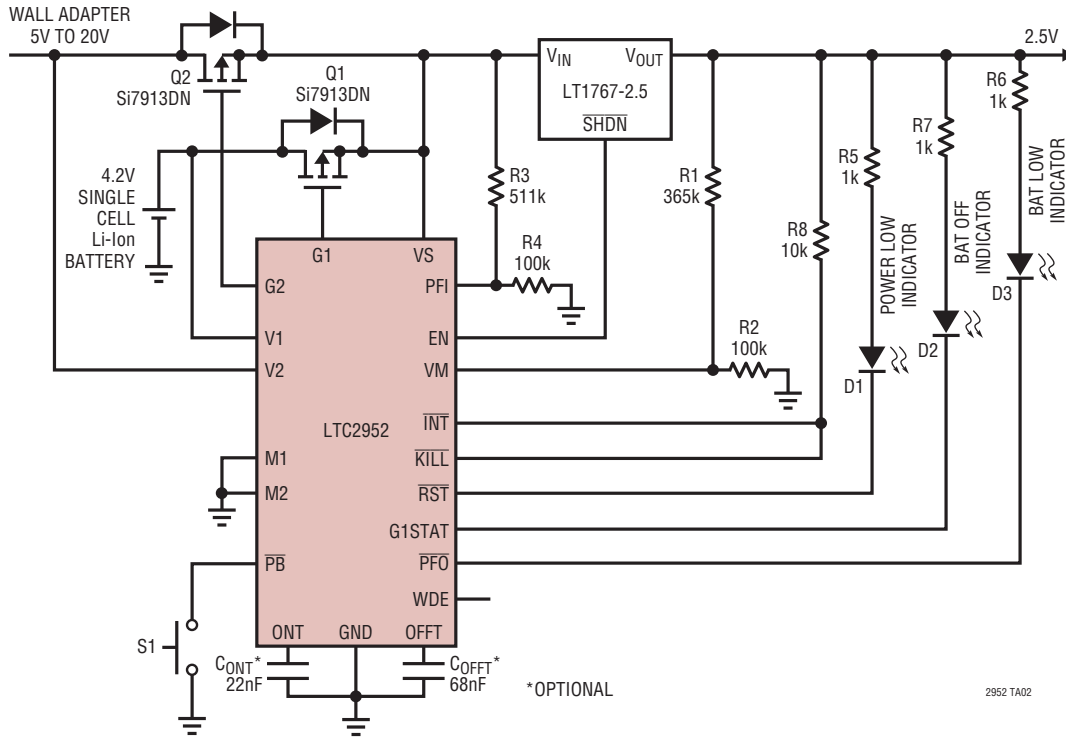 WALL ADAPTER
5V TO 20V
Q2
Si7913DN
Q1
Si7913DN
4.2V
SINGLE
CELL
Li-Ion
BATTERY
VIN
VOUT
LT1767-2.5
SHDN
2.5V
R3
511k
R4
100k
R1
365k
R2
100k
R8
10k
R5
1k
R7
1k
R6
1k
POWER LOW
INDICATOR
BAT OFF
INDICATOR
BAT LOW
INDICATOR
D1
D2
D3
G1
VS
G2
V1
V2
M1
M2
PB
LTC2952
PFI
EN
VM
INT
KILL
RST
G1STAT
PFO
WDE
ONT
GND
OFFT
S1
CONT*
22nF
COFFT*
68nF
*OPTIONAL
2952 TA02